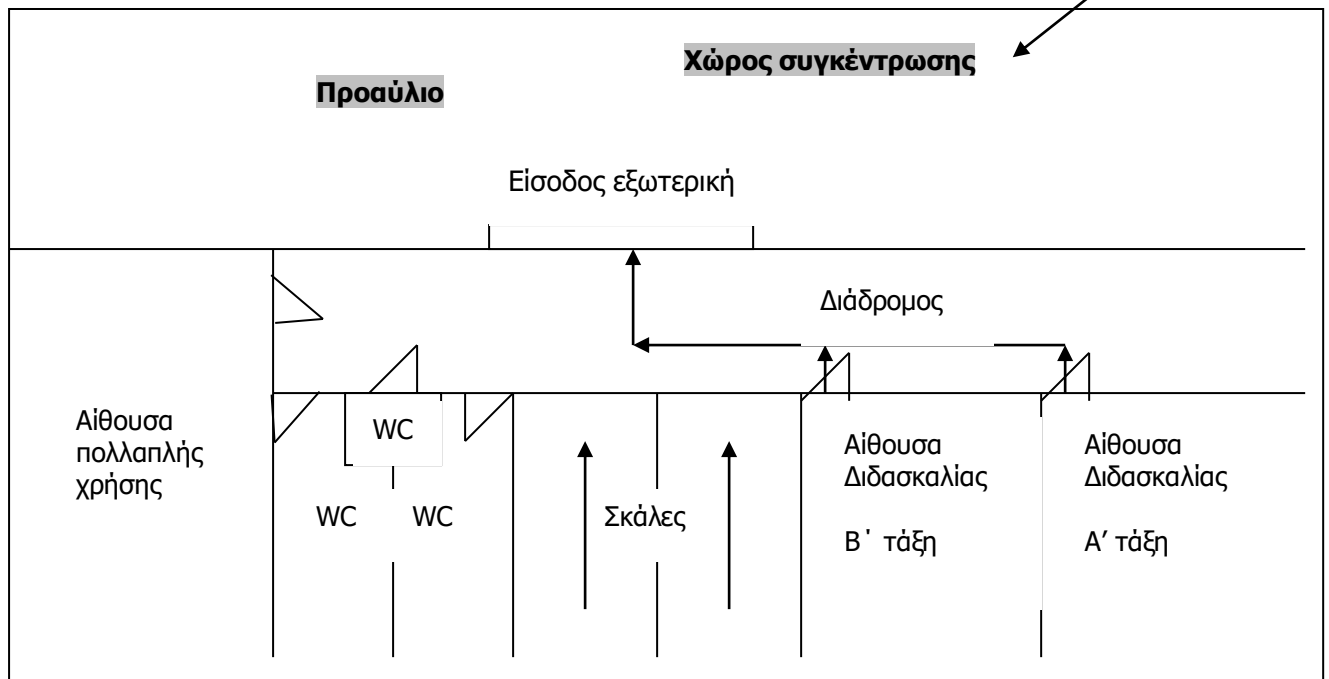 Χώρος συγκέντρωσης
Προαύλιο
Είσοδος εξωτερική
Διάδρομος
Αίθουσα
πολλαπλής
χρήσης
WC
WC
WC
Σκάλες
Αίθουσα
Διδασκαλίας
Β΄ τάξη
Αίθουσα
Διδασκαλίας
Α’ τάξη